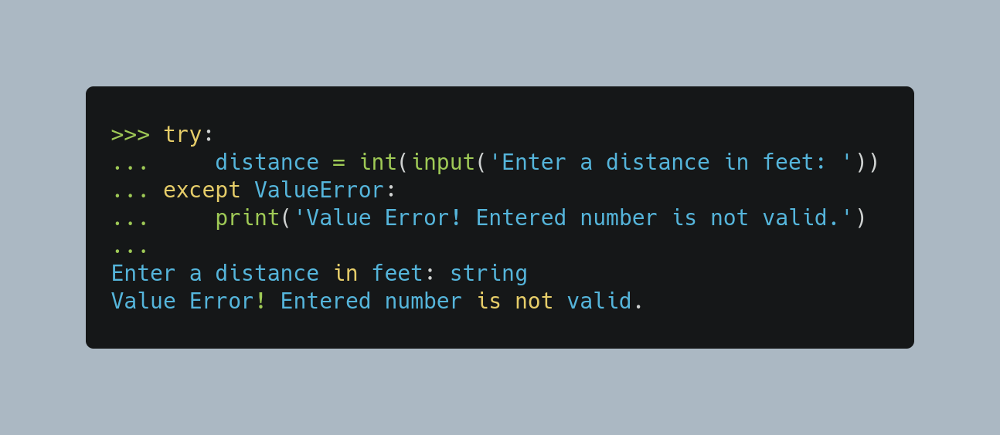 >>> try:
...     distance = int(input('Enter a distance in feet: '))
... except ValueError:
...     print('Value Error! Entered number is not valid.')
...
Enter a distance in feet: string
Value Error! Entered number is not valid.